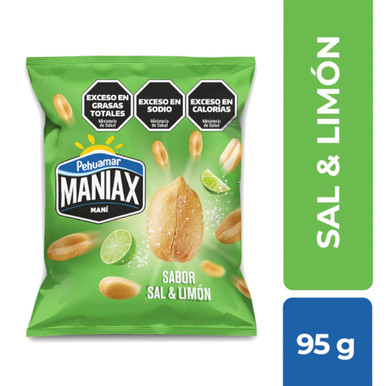 EXCESO EN
GRASAS
TOTALES
Ministerio
de Salud
EXCESO EN
SODIO
Ministerio
de Salud
EXCESO EN
CALORÍAS
Ministerio
de Salud
Pehuamar
MANIAX
MANÍ
SABOR
SAL & LIMÓN
SAL & LIMÓN
95 g